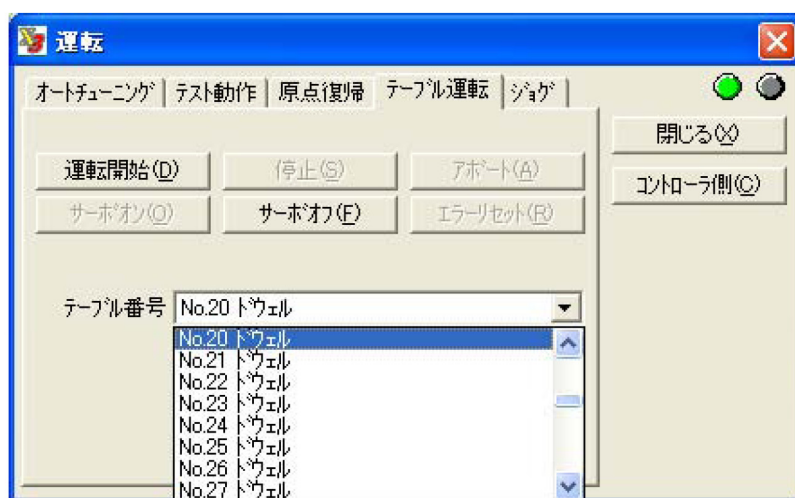 運転
オートチューニング テスト動作 原点復帰 テーブル運転 ジョグ
閉じる(X)
運転開始(D) 停止(S) アボート(A)
コントローラ側(C)
サーボオン(O) サーボオフ(F) エラーリセット(R)
テーブル番号 No.20 ドウェル
No.20 ドウェル
No.21 ドウェル
No.22 ドウェル
No.23 ドウェル
No.24 ドウェル
No.25 ドウェル
No.26 ドウェル
No.27 ドウェル